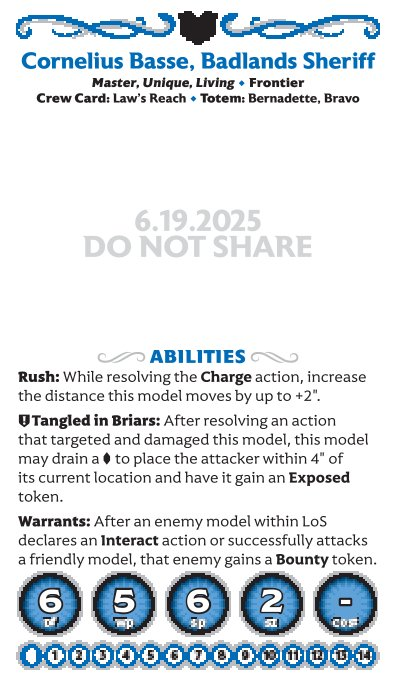 Cornelius Basse, Badlands Sheriff
Master, Unique, Living ⬥ Frontier
Crew Card: Law's Reach ⬥ Totem: Bernadette, Bravo
6.19.2025
DO NOT SHARE
ABILITIES
Rush: While resolving the Charge action, increase
the distance this model moves by up to +2".
Tangled in Briars: After resolving an action
that targeted and damaged this model, this model
may drain a to place the attacker within 4" of
its current location and have it gain an Exposed
token.
Warrants: After an enemy model within LoS
declares an Interact action or successfully attacks
a friendly model, that enemy gains a Bounty token.
6 5 6 2 -
df wp sp sz cost
1 2 3 4 5 6 7 8 9 10 11 12 13 14